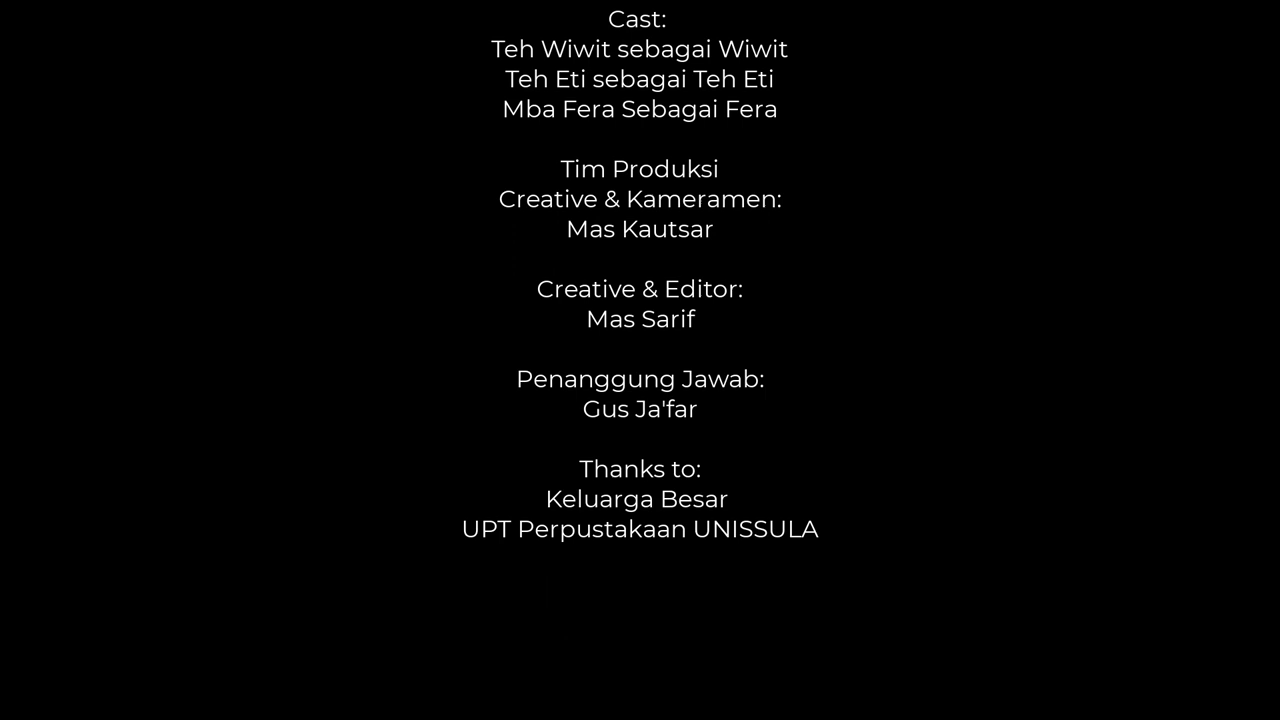 Cast:
Teh Wiwit sebagai Wiwit
Teh Eti sebagai Teh Eti
Mba Fera Sebagai Fera
Tim Produksi
Creative & Kameramen:
Mas Kautsar
Creative & Editor:
Mas Sarif
Penanggung Jawab:
Gus Ja'far
Thanks to:
Keluarga Besar
UPT Perpustakaan UNISSULA